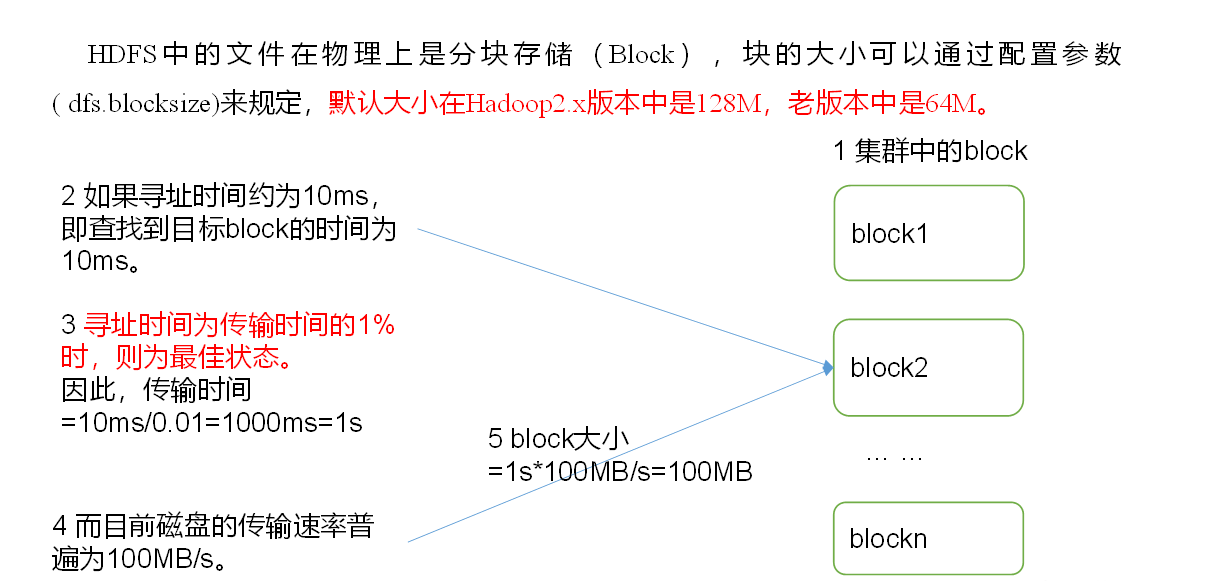 HDFS中的文件在物理上是分块存储（Block），块的大小可以通过配置参数
( dfs.blocksize)来规定，默认大小在Hadoop2.x版本中是128M，老版本中是64M。
1 集群中的block
2 如果寻址时间约为10ms，
即查找到目标block的时间为
10ms。
block1
3 寻址时间为传输时间的1%
时，则为最佳状态。
因此，传输时间
=10ms/0.01=1000ms=1s
block2
5 block大小
=1s*100MB/s=100MB
… …
4 而目前磁盘的传输速率普
遍为100MB/s。
blockn